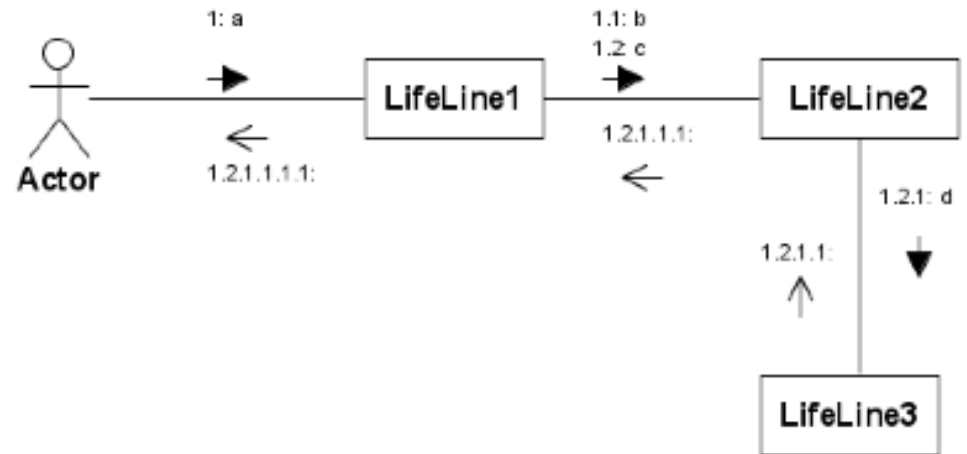 1: a
1.1: b
1.2: c
LifeLine1
LifeLine2
1.2.1.1.1.1:
1.2.1.1.1:
Actor
1.2.1: d
1.2.1.1:
LifeLine3